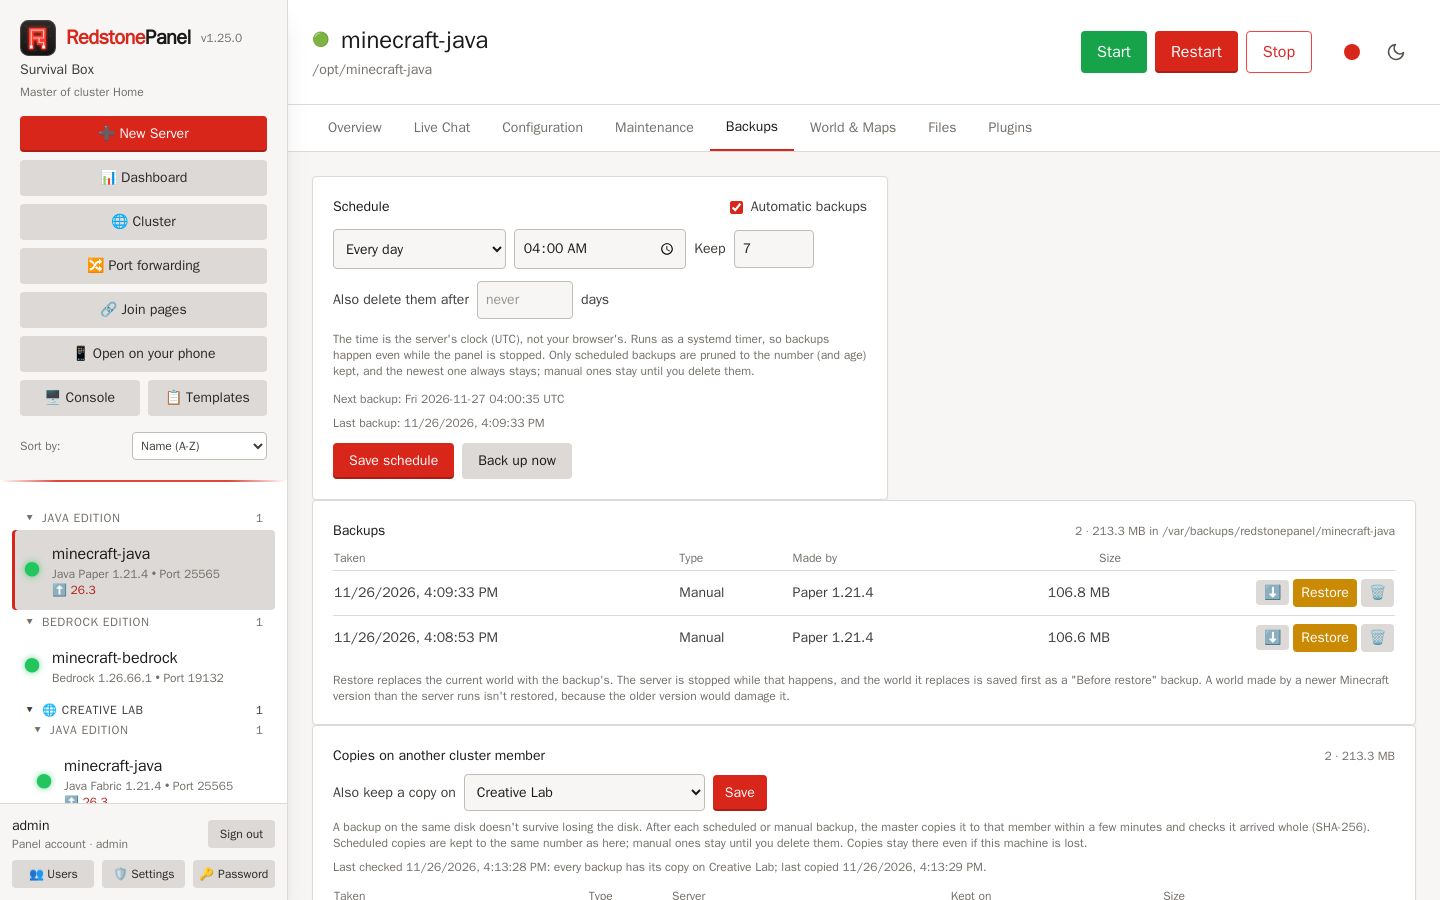 RedstonePanel v1.25.0
Survival Box
Master of cluster Home
➕ New Server
📊 Dashboard
🌐 Cluster
🔀 Port forwarding
🔗 Join pages
📱 Open on your phone
🖥️ Console
📋 Templates
Sort by: Name (A-Z)
▼ JAVA EDITION 1
minecraft-java
Java Paper 1.21.4 • Port 25565
⬆️ 26.3
▼ BEDROCK EDITION 1
minecraft-bedrock
Bedrock 1.26.66.1 • Port 19132
▼ 🌐 CREATIVE LAB 1
▼ JAVA EDITION 1
minecraft-java
Java Fabric 1.21.4 • Port 25565
⬆️ 26.3
admin
Panel account · admin
Sign out
👥 Users
🛡️ Settings
🔑 Password
minecraft-java
/opt/minecraft-java
Start
Restart
Stop
Overview
Live Chat
Configuration
Maintenance
Backups
World & Maps
Files
Plugins
Schedule
Automatic backups
Every day
04:00 AM
Keep 7
Also delete them after never days
The time is the server's clock (UTC), not your browser's. Runs as a systemd timer, so backups
happen even while the panel is stopped. Only scheduled backups are pruned to the number (and age)
kept, and the newest one always stays; manual ones stay until you delete them.
Next backup: Fri 2026-11-27 04:00:35 UTC
Last backup: 11/26/2026, 4:09:33 PM
Save schedule
Back up now
Backups
2 · 213.3 MB in /var/backups/redstonepanel/minecraft-java
Taken Type Made by Size
11/26/2026, 4:09:33 PM Manual Paper 1.21.4 106.8 MB ⬇️ Restore 🗑️
11/26/2026, 4:08:53 PM Manual Paper 1.21.4 106.6 MB ⬇️ Restore 🗑️
Restore replaces the current world with the backup's. The server is stopped while that happens, and the world it replaces is saved first as a "Before restore" backup. A world made by a newer Minecraft
version than the server runs isn't restored, because the older version would damage it.
Copies on another cluster member
2 · 213.3 MB
Also keep a copy on Creative Lab Save
A backup on the same disk doesn't survive losing the disk. After each scheduled or manual backup, the master copies it to that member within a few minutes and checks it arrived whole (SHA-256).
Scheduled copies are kept to the same number as here; manual ones stay until you delete them. Copies stay there even if this machine is lost.
Last checked 11/26/2026, 4:13:28 PM: every backup has its copy on Creative Lab; last copied 11/26/2026, 4:13:29 PM.
Taken Type Server Kept on Size